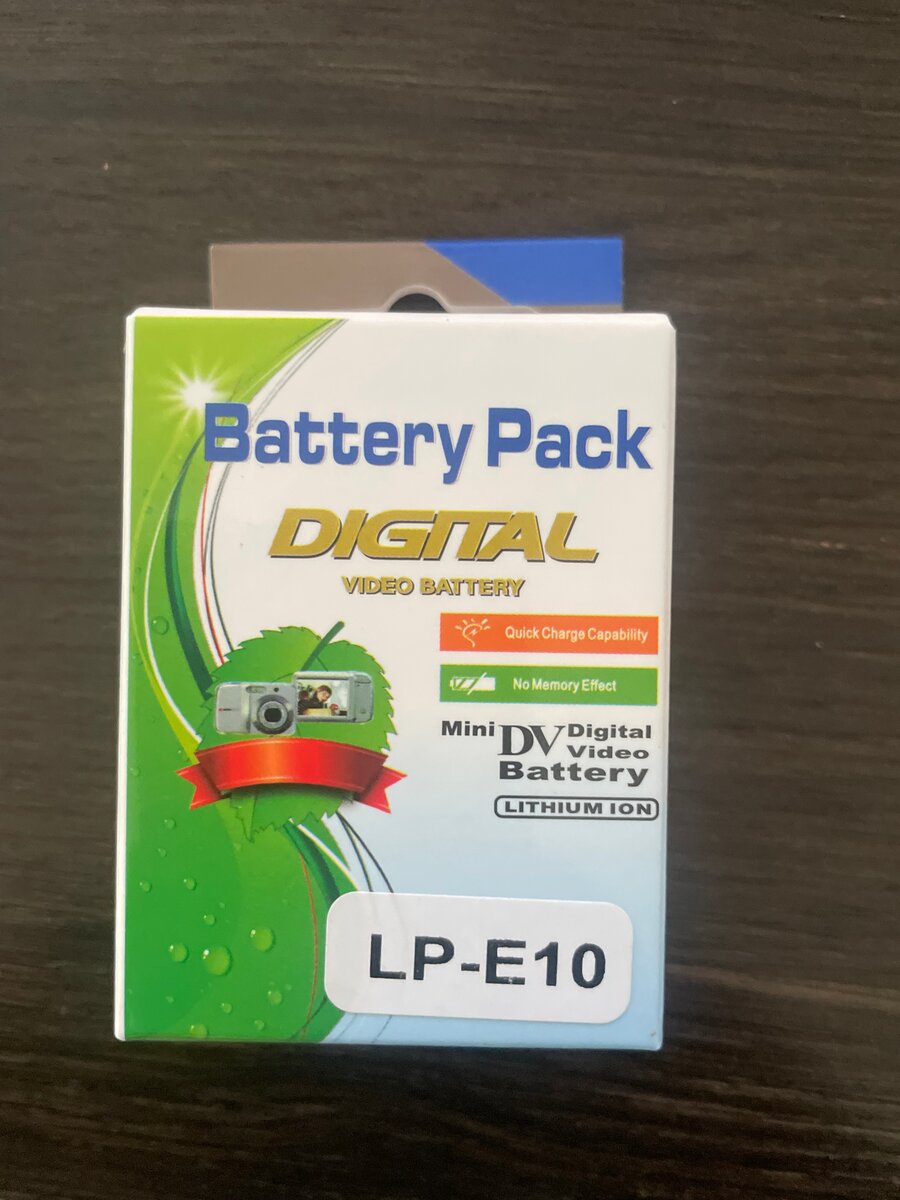 Battery Pack
DIGITAL
VIDEO BATTERY
Quick Charge Capability
No Memory Effect
Mini DV Digital Video
Battery
LITHIUM ION
LP-E10